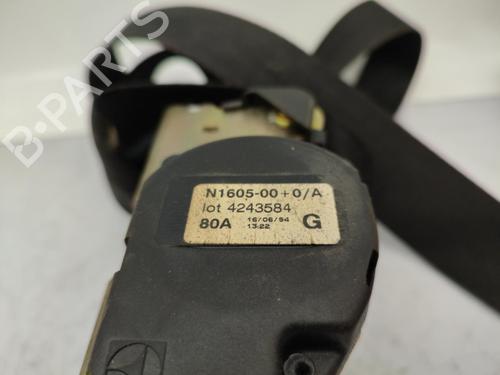 B-PARTS
N1605-00+0/A
lot 4243584
80A 16/06/94 G
13:22